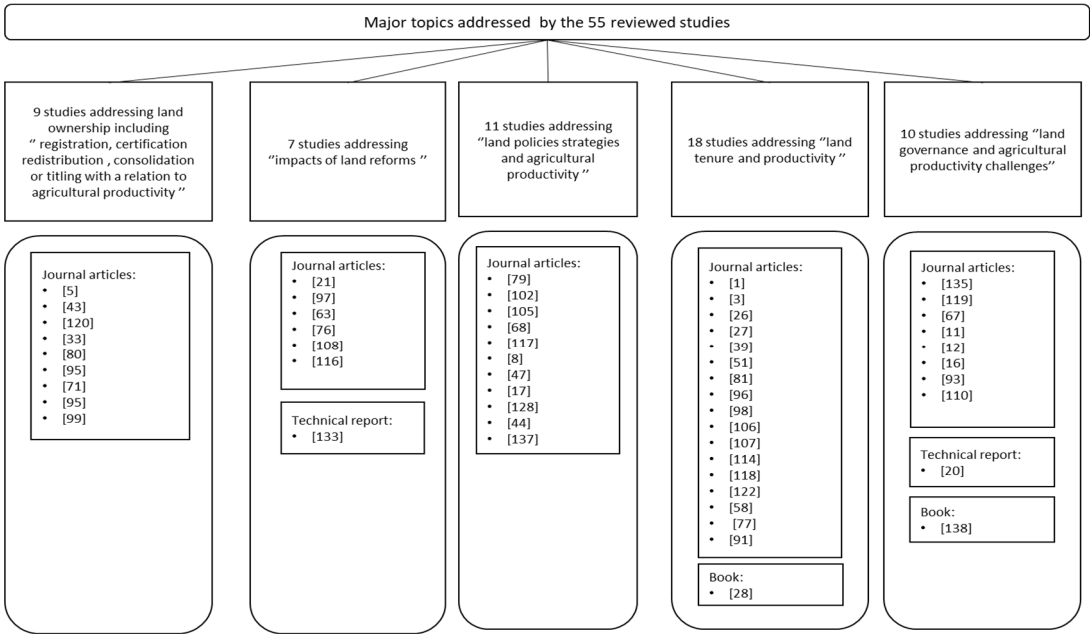 Major topics addressed  by the 55 reviewed studies
9 studies addressing land
ownership including
“ registration, certification
redistribution , consolidation
or titling with a relation to
agricultural productivity ”
7 studies addressing
“impacts of land reforms ”
11 studies addressing
“land policies strategies
and agricultural
productivity ”
18 studies addressing “land
tenure and productivity ”
10 studies addressing “land
governance and agricultural
productivity challenges”
Journal articles:
• [5]
• [43]
• [120]
• [33]
• [80]
• [95]
• [71]
• [95]
• [99]
Journal articles:
• [21]
• [97]
• [63]
• [76]
• [108]
• [116]
Technical report:
• [133]
Journal articles:
• [79]
• [102]
• [105]
• [68]
• [117]
• [8]
• [47]
• [17]
• [128]
• [44]
• [137]
Journal articles:
• [1]
• [3]
• [26]
• [27]
• [39]
• [51]
• [81]
• [96]
• [98]
• [106]
• [107]
• [114]
• [118]
• [122]
• [58]
• [77]
• [91]
Book:
• [28]
Journal articles:
• [135]
• [119]
• [67]
• [11]
• [12]
• [16]
• [93]
• [110]
Technical report:
• [20]
Book:
• [138]